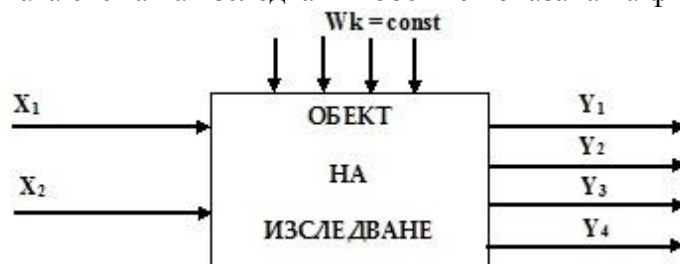 Wk = const
X1
ОБЕКТ
Y1
Y2
X2
НА
Y3
ИЗСЛЕДВАНЕ
Y4